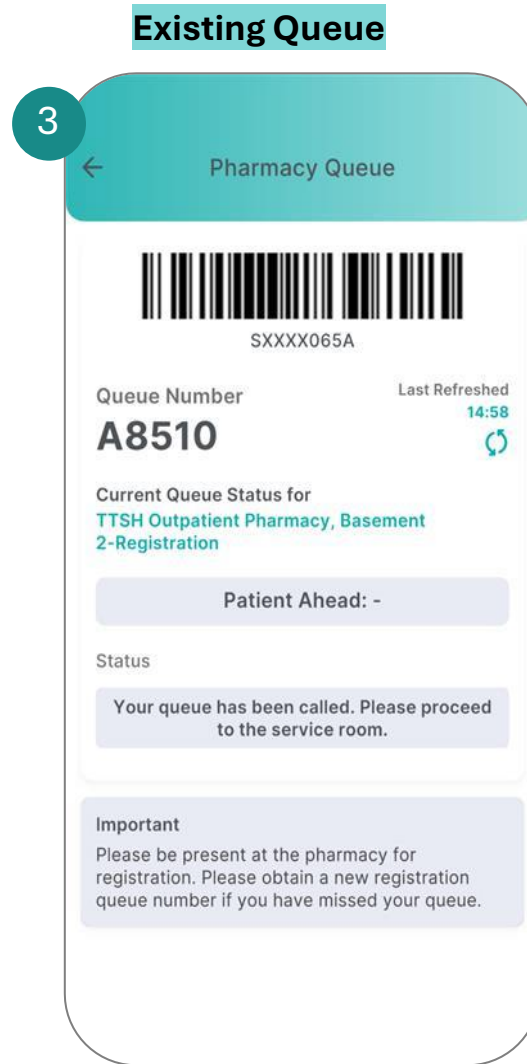 Existing Queue
3
Pharmacy Queue
SXXXX065A
Queue Number
Last Refreshed
A8510
14:58
Current Queue Status for
TTSH Outpatient Pharmacy, Basement
2-Registration
Patient Ahead: -
Status
Your queue has been called. Please proceed
to the service room.
Important
Please be present at the pharmacy for
registration. Please obtain a new registration
queue number if you have missed your queue.